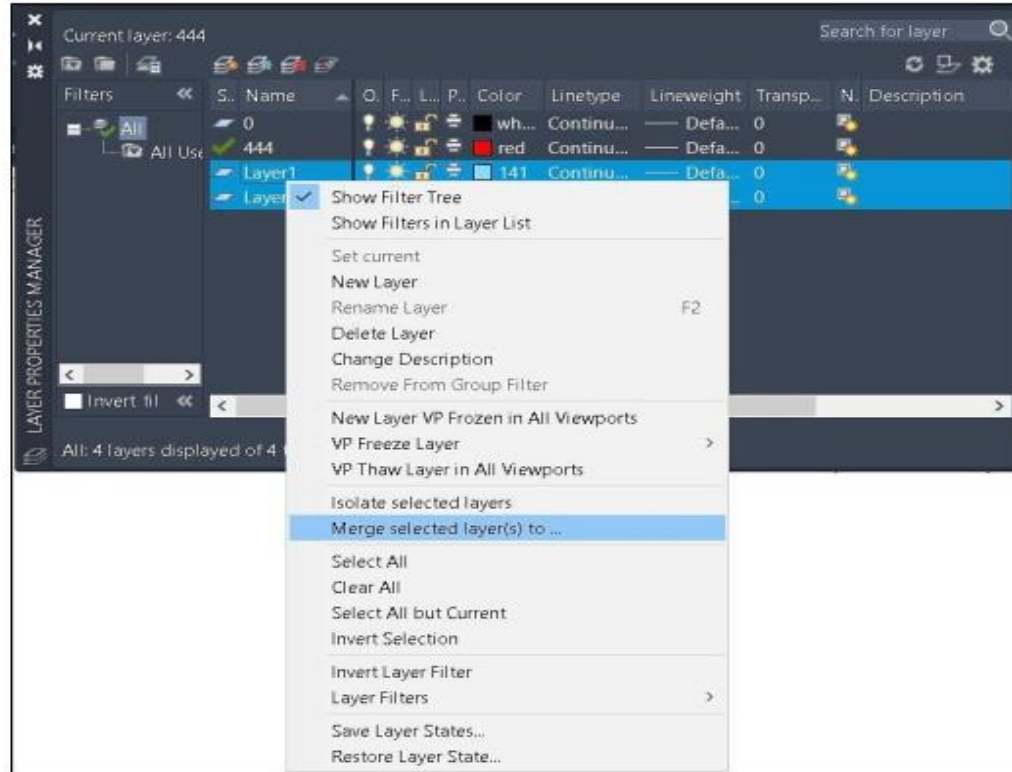 Current layer: 444
Search for layer
Filters
S.. Name O. F... L... P.. Color Linetype Lineweight Transp... N. Description
All
All Use
0 wh... Continu... Defa... 0
444 red Continu... Defa... 0
Layer1 141 Continu... Defa... 0
Layer 0
Show Filter Tree
Show Filters in Layer List
Set current
New Layer
Rename Layer F2
Delete Layer
Change Description
Remove From Group Filter
New Layer VP Frozen in All Viewports
VP Freeze Layer
VP Thaw Layer in All Viewports
Isolate selected layers
Merge selected layer(s) to ...
Select All
Clear All
Select All but Current
Invert Selection
Invert Layer Filter
Layer Filters
Save Layer States...
Restore Layer State...
Invert fil
All: 4 layers displayed of 4
LAYER PROPERTIES MANAGER